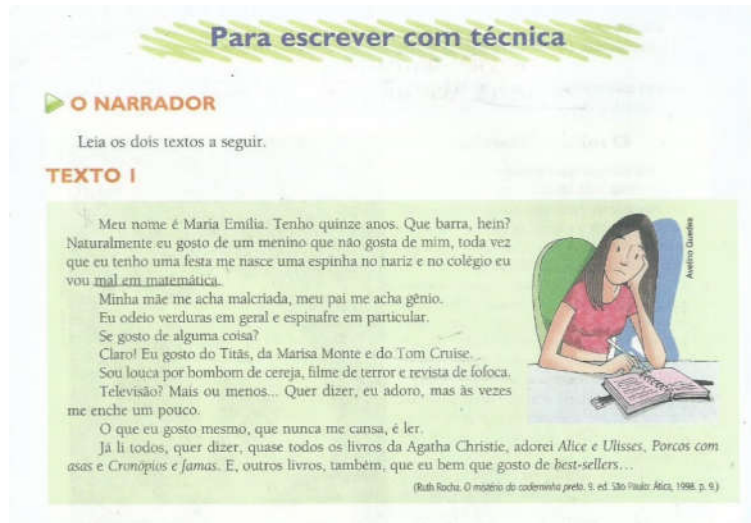 Para escrever com técnica
O NARRADOR
Leia os dois textos a seguir.
TEXTO I
Meu nome é Maria Emília. Tenho quinze anos. Que barra, hein?
Naturalmente eu gosto de um menino que não gosta de mim, toda vez
que eu tenho uma festa me nasce uma espinha no nariz e no colégio eu
vou mal em matemática.
Minha mãe me acha malcriada, meu pai me acha gênio.
Eu odeio verduras em geral e espinafre em particular.
Se gosto de alguma coisa?
Claro! Eu gosto do Titãs, da Marisa Monte e do Tom Cruise.
Sou louca por bombom de cereja, filme de terror e revista de fofoca.
Televisão? Mais ou menos... Quer dizer, eu adoro, mas às vezes
me enche um pouco.
O que eu gosto mesmo, que nunca me cansa, é ler.
Já li todos, quer dizer, quase todos os livros da Agatha Christie, adorei Alice e Ulisses, Porcos com
asas e Cronópios e famas. E, outros livros, também, que eu bem que gosto de best-sellers...
(Ruth Rocha. O mistério do caderninho preto. 9. ed. São Paulo: Ática, 1998. p. 9.)
Avelino Guedes